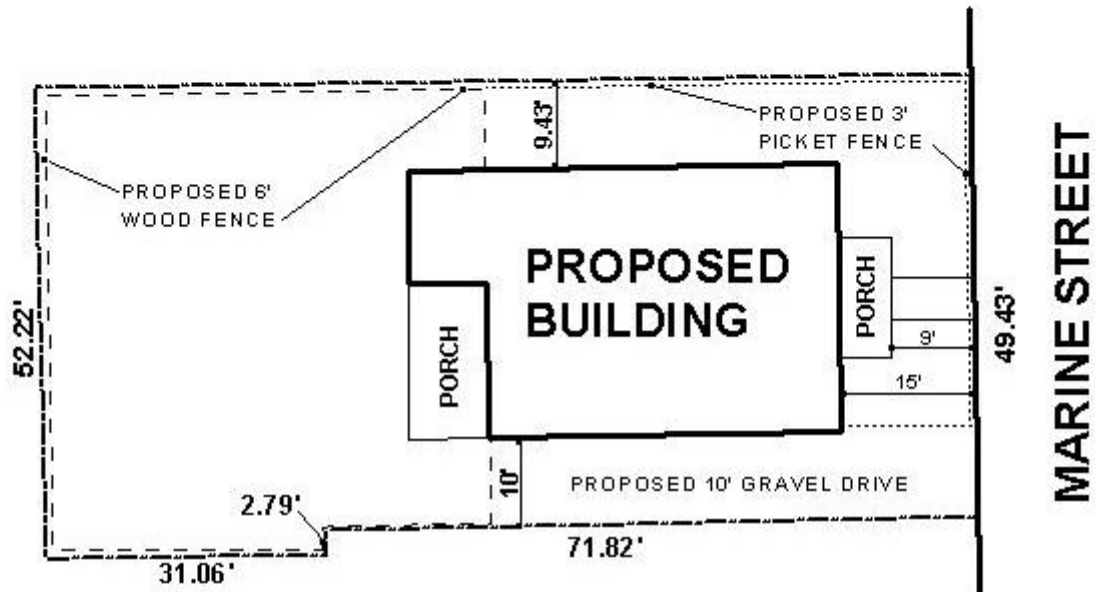 9.43'
PROPOSED 3'
PICKET FENCE
PROPOSED 6'
WOOD FENCE
PROPOSED
BUILDING
PORCH
PORCH
9'
15'
49.43'
MARINE STREET
52.22'
10'
PROPOSED 10' GRAVEL DRIVE
2.79'
31.06'
71.82'